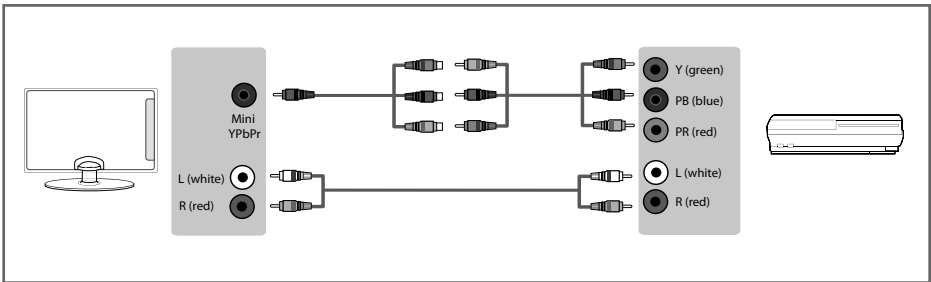 Mini
YPbPr
L (white)
R (red)
Y (green)
PB (blue)
PR (red)
L (white)
R (red)